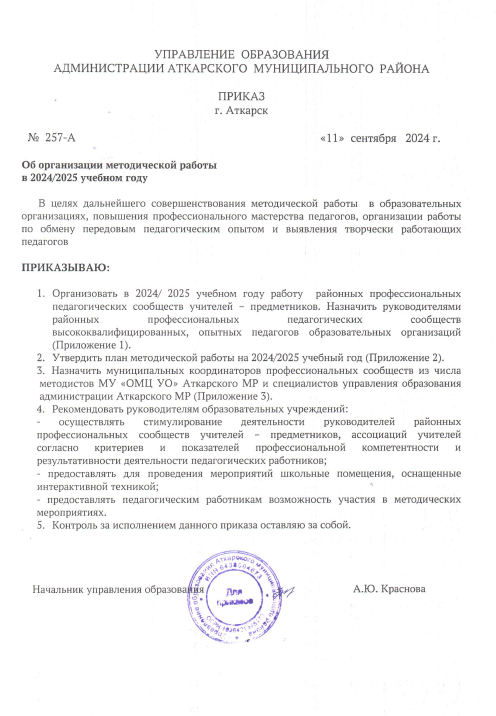 УПРАВЛЕНИЕ ОБРАЗОВАНИЯ
АДМИНИСТРАЦИИ АТКАРСКОГО МУНИЦИПАЛЬНОГО РАЙОНА
ПРИКАЗ
г. Аткарск
№ 257-А «11» сентября 2024 г.
Об организации методической работы
в 2024/2025 учебном году
В целях дальнейшего совершенствования методической работы в образовательных
организациях, повышения профессионального мастерства педагогов, организации работы
по обмену передовым педагогическим опытом и выявления творчески работающих
педагогов
ПРИКАЗЫВАЮ:
1. Организовать в 2024/ 2025 учебном году работу районных профессиональных
педагогических сообществ учителей – предметников. Назначить руководителями
районных профессиональных педагогических сообществ
высококвалифицированных, опытных педагогов образовательных организаций
(Приложение 1).
2. Утвердить план методической работы на 2024/2025 учебный год (Приложение 2).
3. Назначить муниципальных координаторов профессиональных сообществ из числа
методистов МУ «ОМЦ УО» Аткарского МР и специалистов управления образования
администрации Аткарского МР (Приложение 3).
4. Рекомендовать руководителям образовательных учреждений:
- осуществлять стимулирование деятельности руководителей районных
профессиональных сообществ учителей – предметников, ассоциаций учителей
согласно критериев и показателей профессиональной компетентности и
результативности деятельности педагогических работников;
- предоставлять для проведения мероприятий школьные помещения, оснащенные
интерактивной техникой;
- предоставлять педагогическим работникам возможность участия в методических
мероприятиях.
5. Контроль за исполнением данного приказа оставляю за собой.
Начальник управления образования А.Ю. Краснова
Для
приказов